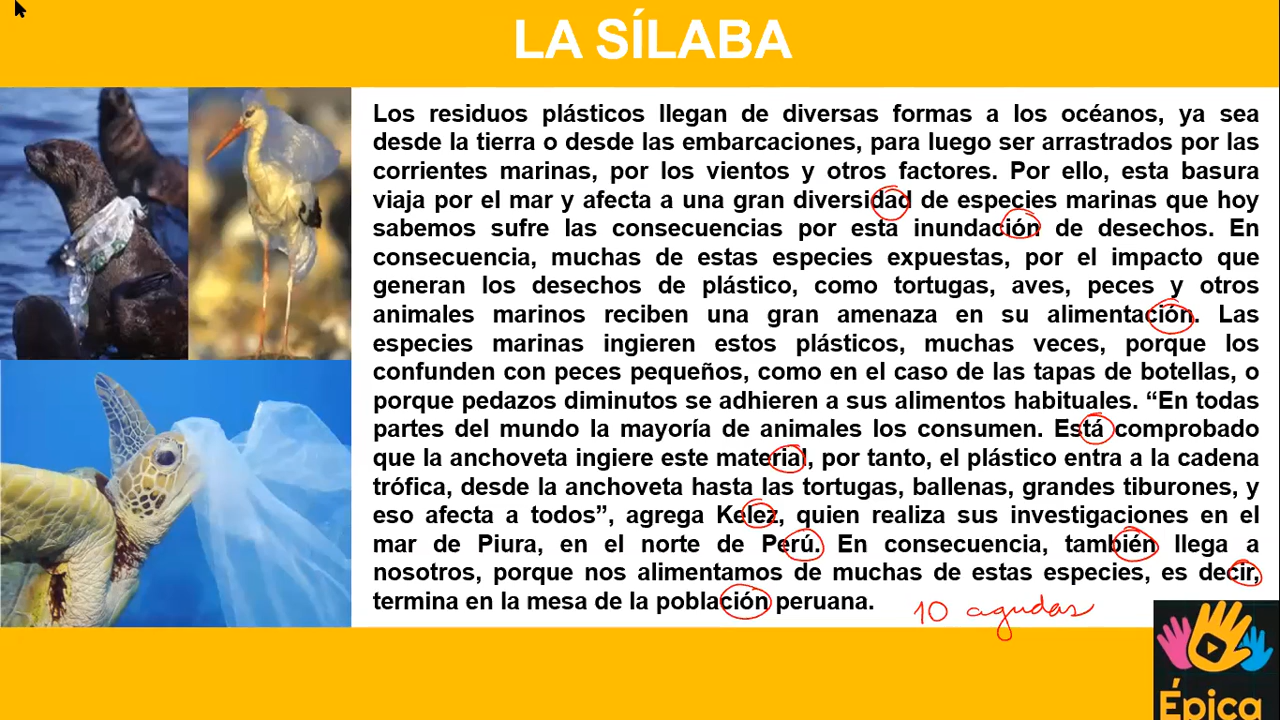 LA SÍLABA
Los residuos plásticos llegan de diversas formas a los océanos, ya sea
desde la tierra o desde las embarcaciones, para luego ser arrastrados por las
corrientes marinas, por los vientos y otros factores. Por ello, esta basura
viaja por el mar y afecta a una gran diversidad de especies marinas que hoy
sabemos sufre las consecuencias por esta inundación de desechos. En
consecuencia, muchas de estas especies expuestas, por el impacto que
generan los desechos de plástico, como tortugas, aves, peces y otros
animales marinos reciben una gran amenaza en su alimentación. Las
especies marinas ingieren estos plásticos, muchas veces, porque los
confunden con peces pequeños, como en el caso de las tapas de botellas, o
porque pedazos diminutos se adhieren a sus alimentos habituales. “En todas
partes del mundo la mayoría de animales los consumen. Está comprobado
que la anchoveta ingiere este material, por tanto, el plástico entra a la cadena
trófica, desde la anchoveta hasta las tortugas, ballenas, grandes tiburones, y
eso afecta a todos”, agrega Kelez, quien realiza sus investigaciones en el
mar de Piura, en el norte de Perú. En consecuencia, también llega a
nosotros, porque nos alimentamos de muchas de estas especies, es decir,
termina en la mesa de la población peruana.
10 agudas
Épica